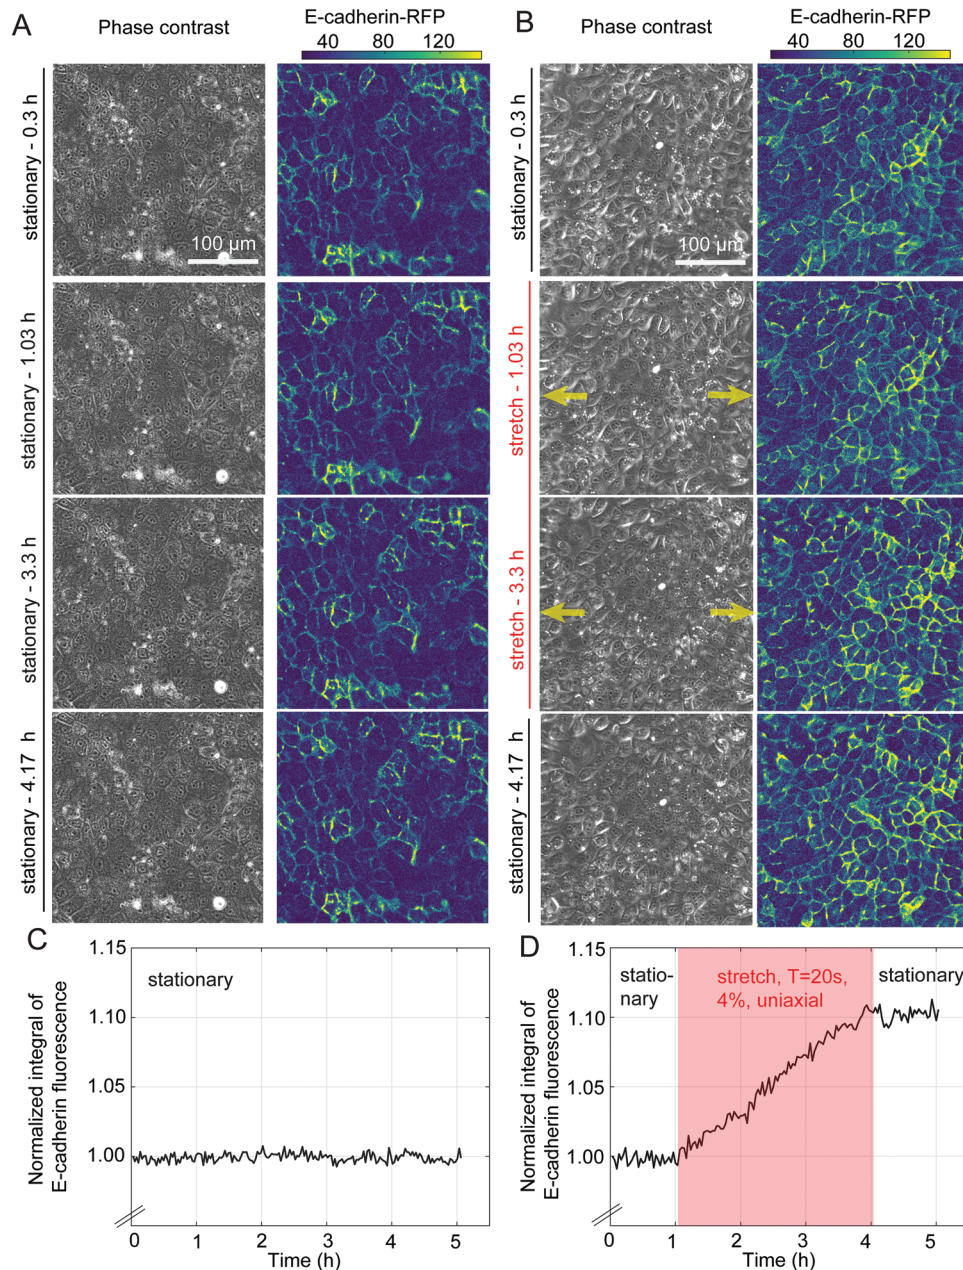 A
Phase contrast
E-cadherin-RFP
40 80 120
B
Phase contrast
E-cadherin-RFP
40 80 120
stationary - 0.3 h
100 µm
stationary - 0.3 h
100 µm
stationary - 1.03 h
stretch - 1.03 h
stationary - 3.3 h
stretch - 3.3 h
stationary - 4.17 h
stationary - 4.17 h
C
Normalized integral of
E-cadherin fluorescence
1.15
1.10
1.05
1.00
stationary
0 1 2 3 4 5
Time (h)
D
Normalized integral of
E-cadherin fluorescence
1.15
1.10
1.05
1.00
statio-
nary
stretch, T=20s,
4%, uniaxial
stationary
0 1 2 3 4 5
Time (h)